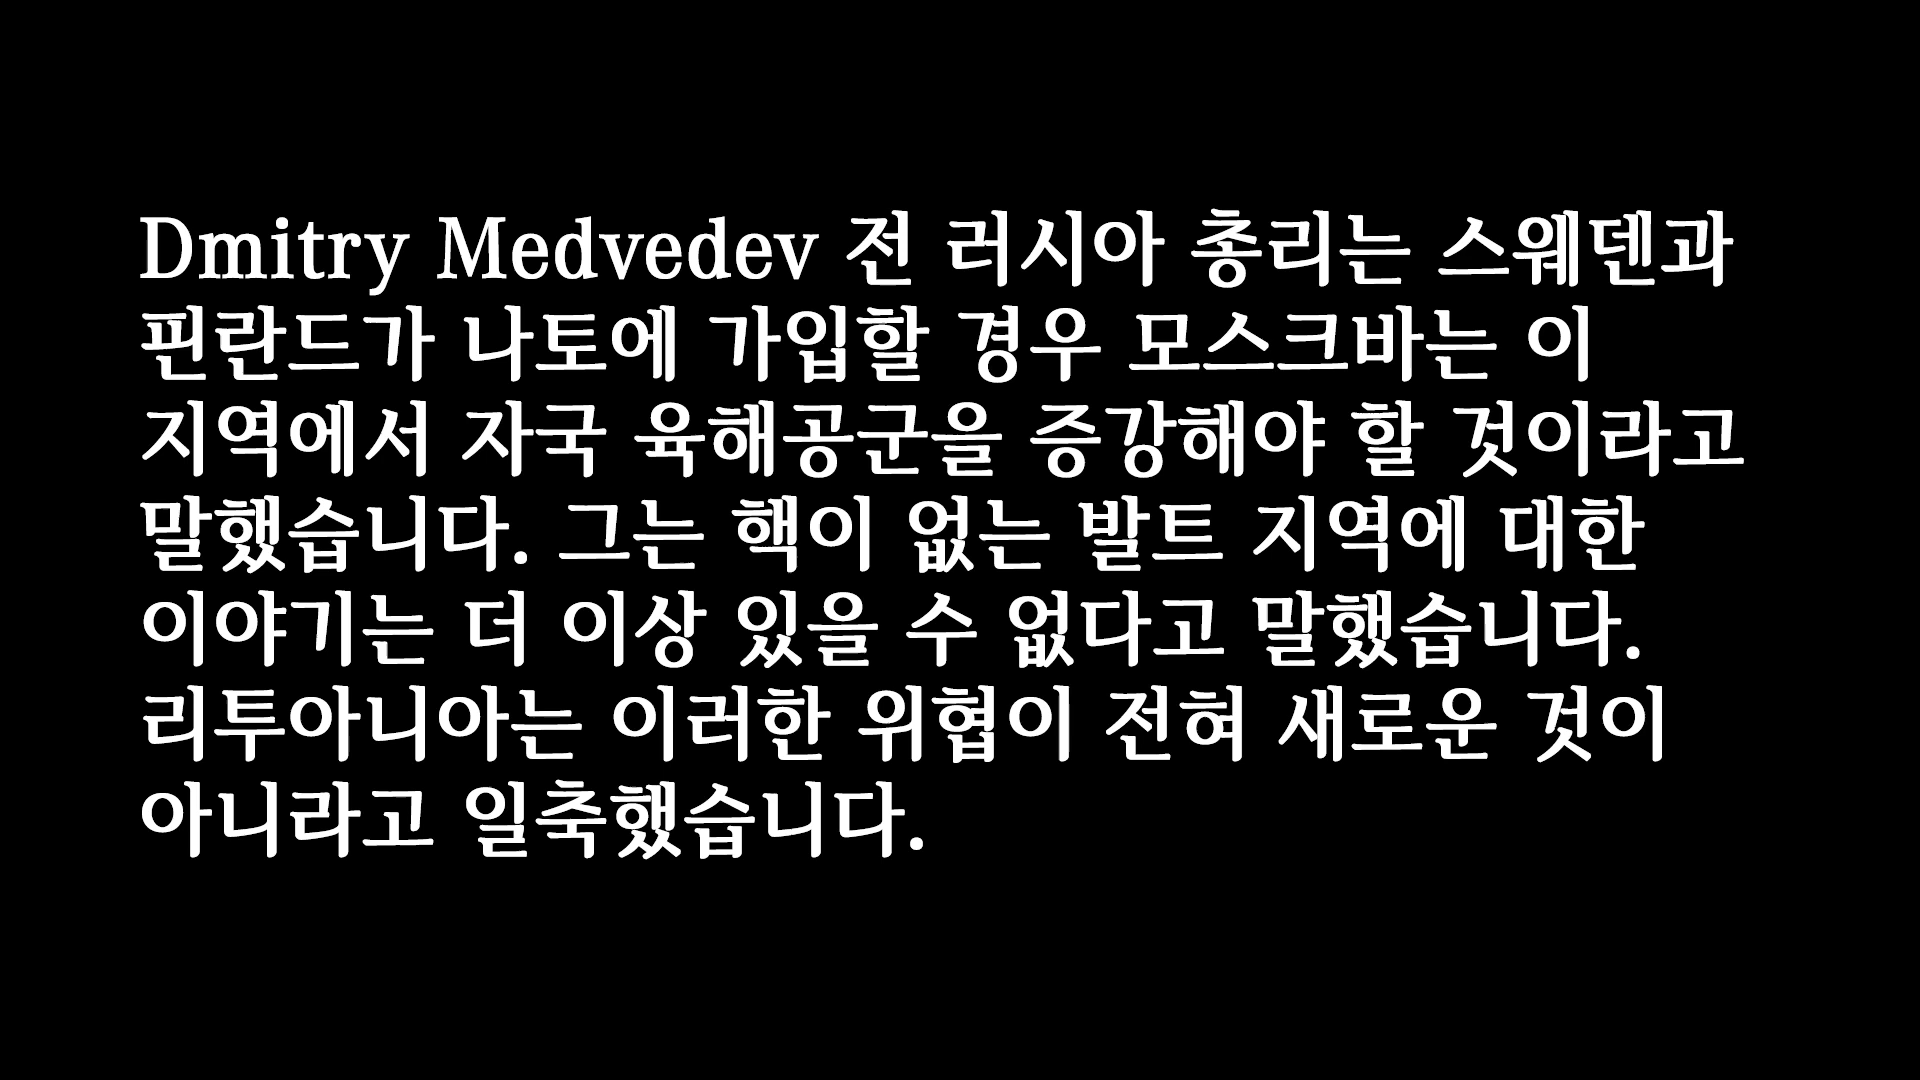 Dmitry Medvedev 전 러시아 총리는 스웨덴과
핀란드가 나토에 가입할 경우 모스크바는 이
지역에서 자국 육해공군을 증강해야 할 것이라고
말했습니다. 그는 핵이 없는 발트 지역에 대한
이야기는 더 이상 있을 수 없다고 말했습니다.
리투아니아는 이러한 위협이 전혀 새로운 것이
아니라고 일축했습니다.